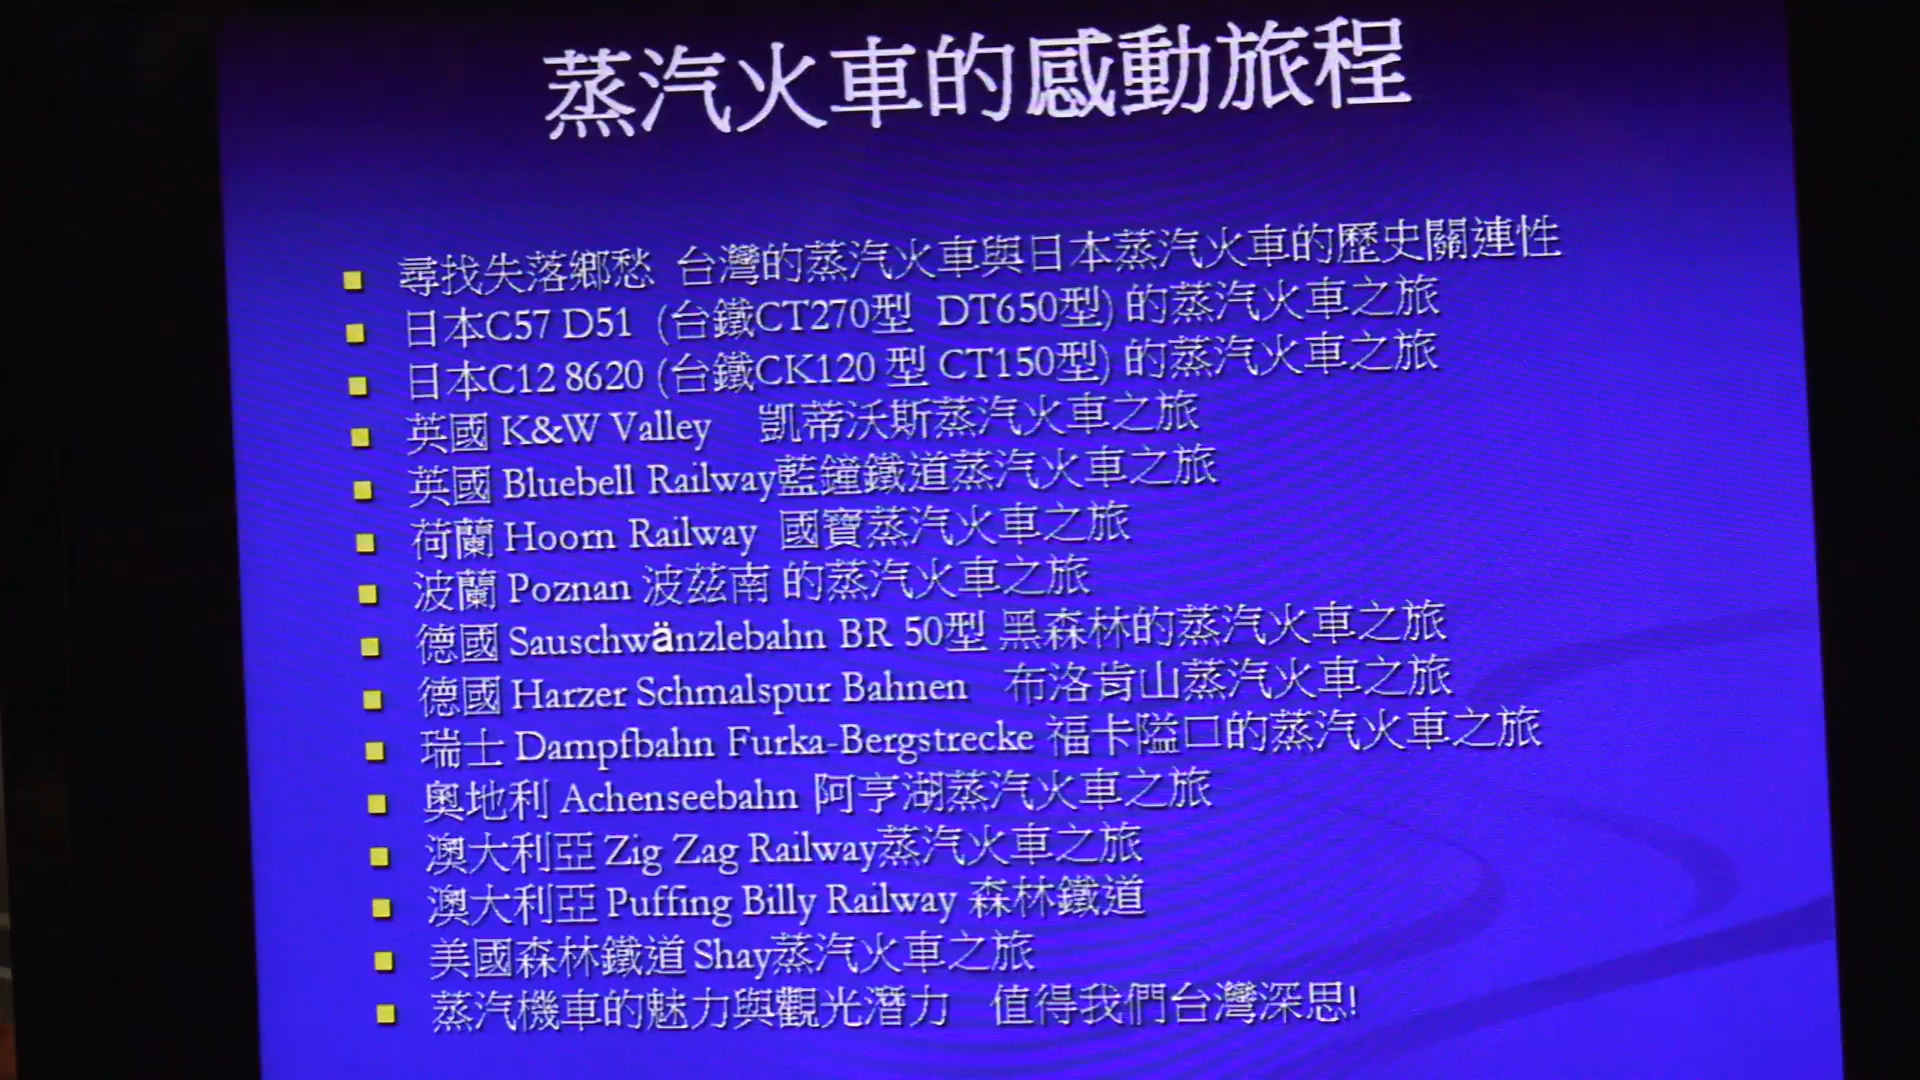 蒸汽火車的感動旅程
尋找失落鄉愁 台灣的蒸汽火車與日本蒸汽火車的歷史關連性
日本C57 D51 (台鐵CT270型 DT650型) 的蒸汽火車之旅
日本C12 8620 (台鐵CK120 型 CT150型) 的蒸汽火車之旅
英國 K&W Valley 凱蒂沃斯蒸汽火車之旅
英國 Bluebell Railway藍鐘鐵道蒸汽火車之旅
荷蘭 Hoorn Railway 國寶蒸汽火車之旅
波蘭 Poznan 波茲南 的蒸汽火車之旅
德國 Sauschwänzlebahn BR 50型 黑森林的蒸汽火車之旅
德國 Harzer Schmalspur Bahnen 布洛肯山蒸汽火車之旅
瑞士 Dampfbahn Furka-Bergstrecke 福卡隘口的蒸汽火車之旅
奧地利 Achenseebahn 阿亨湖蒸汽火車之旅
澳大利亞 Zig Zag Railway蒸汽火車之旅
澳大利亞 Puffing Billy Railway 森林鐵道
美國森林鐵道 Shay蒸汽火車之旅
蒸汽機車的魅力與觀光潛力 值得我們台灣深思!